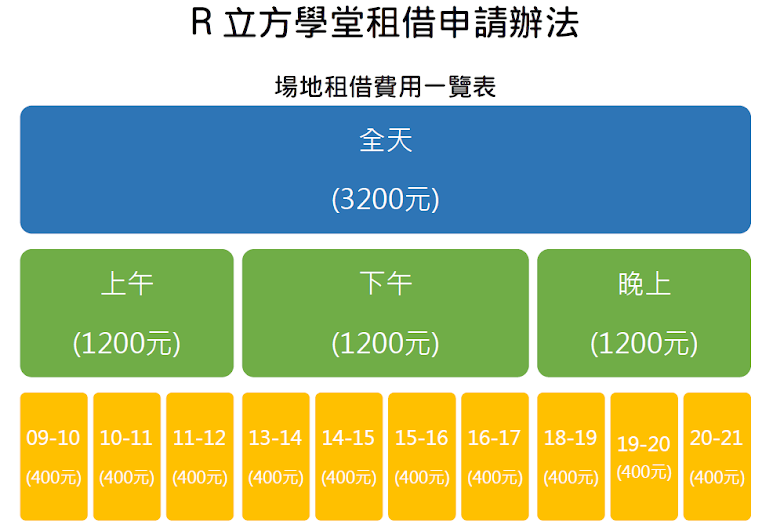 R 立方學堂租借申請辦法
場地租借費用一覽表
全天
(3200元)
上午
(1200元)
下午
(1200元)
晚上
(1200元)
09-10
(400元)
10-11
(400元)
11-12
(400元)
13-14
(400元)
14-15
(400元)
15-16
(400元)
16-17
(400元)
18-19
(400元)
19-20
(400元)
20-21
(400元)